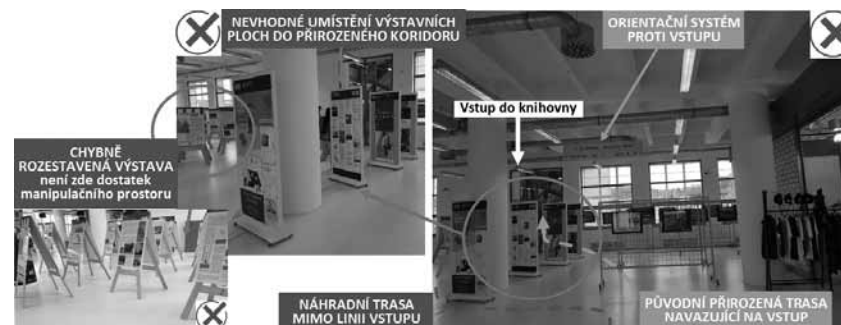 NEVHODNÉ UMÍSTĚNÍ VÝSTAVNÍCH
PLOCH DO PŘIROZENÉHO KORIDORU
ORIENTAČNÍ SYSTÉM
PROTI VSTUPU
Vstup do knihovny
CHYBNĚ
ROZESTAVENÁ VÝSTAVA
není zde dostatek
manipulačního prostoru
NÁHRADNÍ TRASA
MIMO LINII VSTUPU
PŮVODNÍ PŘIROZENÁ TRASA
NAVAZUJÍCÍ NA VSTUP